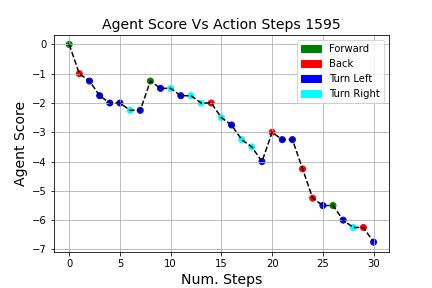 Agent Score Vs Action Steps 1595
Agent Score
0
−1
−2
−3
−4
−5
−6
−7
Forward
Back
Turn Left
Turn Right
0 5 10 15 20 25 30
Num. Steps